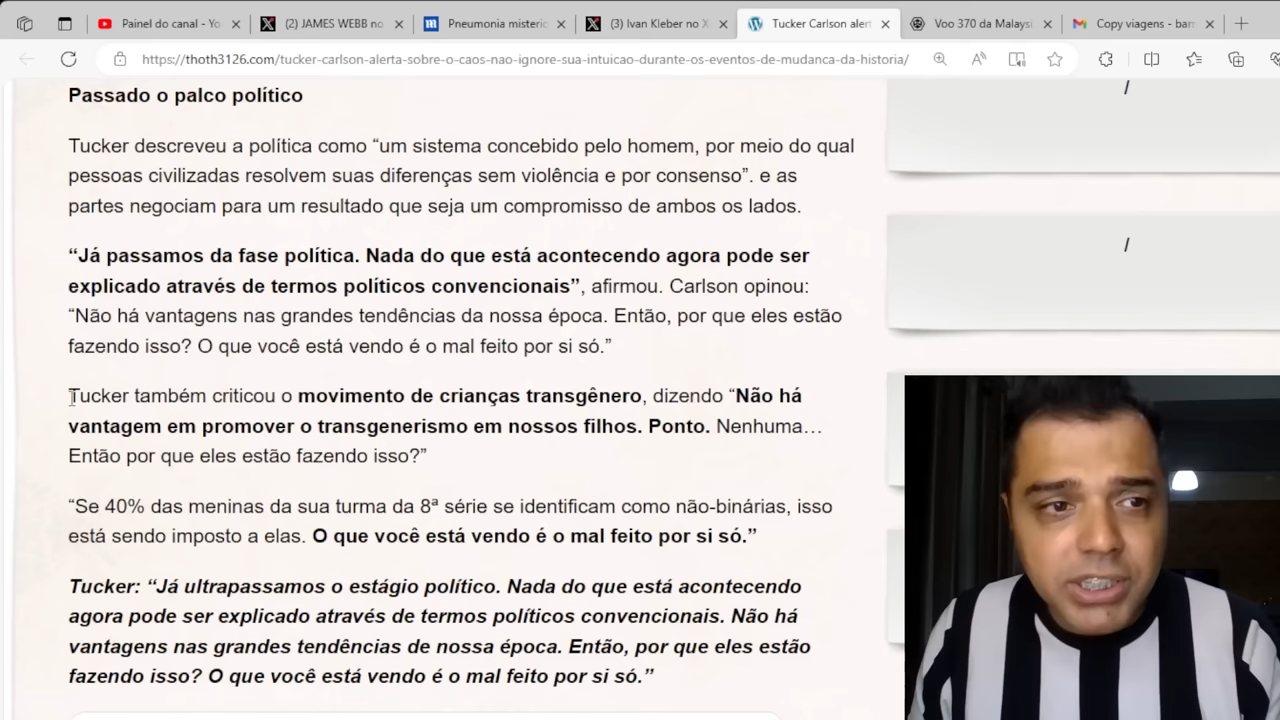 Painel do canal - Yo
(2) JAMES WEBB no
Pneumonia misterio
(3) Ivan Kleber no X
Tucker Carlson aler
Voo 370 da Malaysi
Copy viagens - barr
https://thoth3126.com/tucker-carlson-alerta-sobre-o-caos-nao-ignore-sua-intuicao-durante-os-eventos-de-mudanca-da-historia/
Passado o palco político
Tucker descreveu a política como “um sistema concebido pelo homem, por meio do qual
pessoas civilizadas resolvem suas diferenças sem violência e por consenso”. e as
partes negociam para um resultado que seja um compromisso de ambos os lados.
“Já passamos da fase política. Nada do que está acontecendo agora pode ser
explicado através de termos políticos convencionais”, afirmou. Carlson opinou:
“Não há vantagens nas grandes tendências da nossa época. Então, por que eles estão
fazendo isso? O que você está vendo é o mal feito por si só.”
Tucker também criticou o movimento de crianças transgênero, dizendo “Não há
vantagem em promover o transgenerismo em nossos filhos. Ponto. Nenhuma…
Então por que eles estão fazendo isso?”
“Se 40% das meninas da sua turma da 8ª série se identificam como não-binárias, isso
está sendo imposto a elas. O que você está vendo é o mal feito por si só.”
Tucker: “Já ultrapassamos o estágio político. Nada do que está acontecendo
agora pode ser explicado através de termos políticos convencionais. Não há
vantagens nas grandes tendências de nossa época. Então, por que eles estão
fazendo isso? O que você está vendo é o mal feito por si só.”
/
/